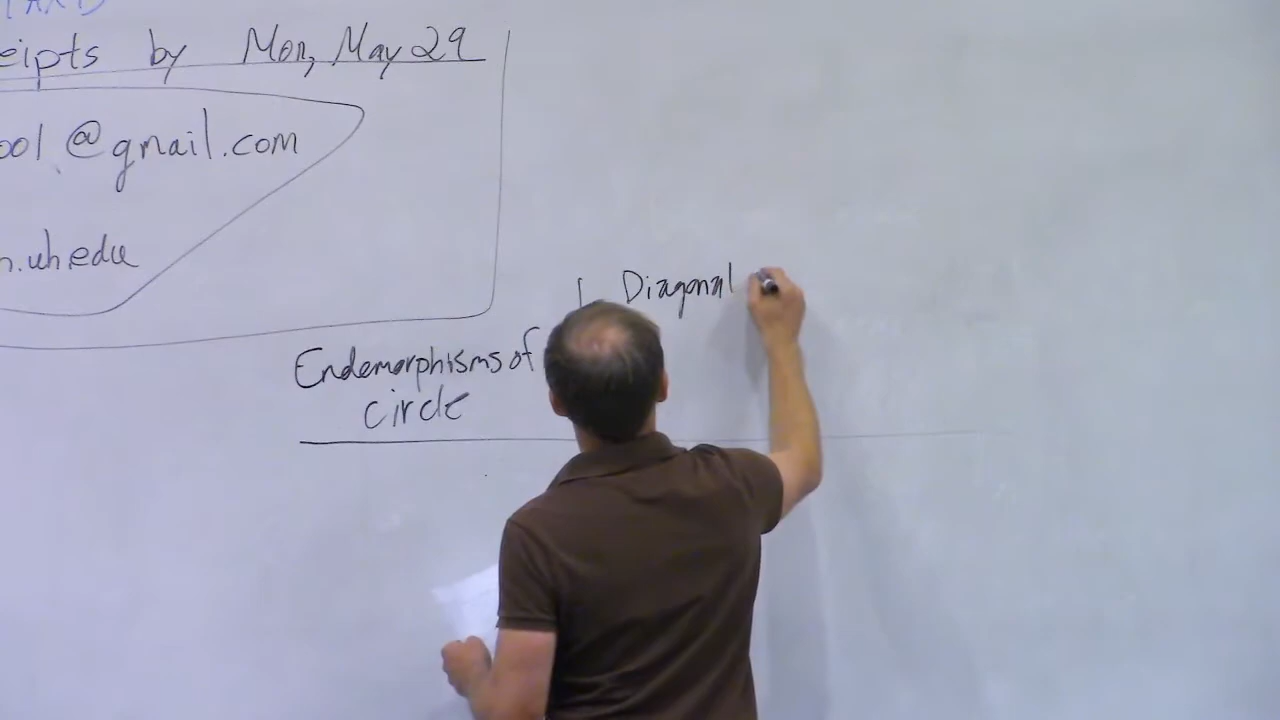 eipts by Mon, May 29
ool @gmail.com
n.uh.edu
Diagonal
Endomorphisms of
circle